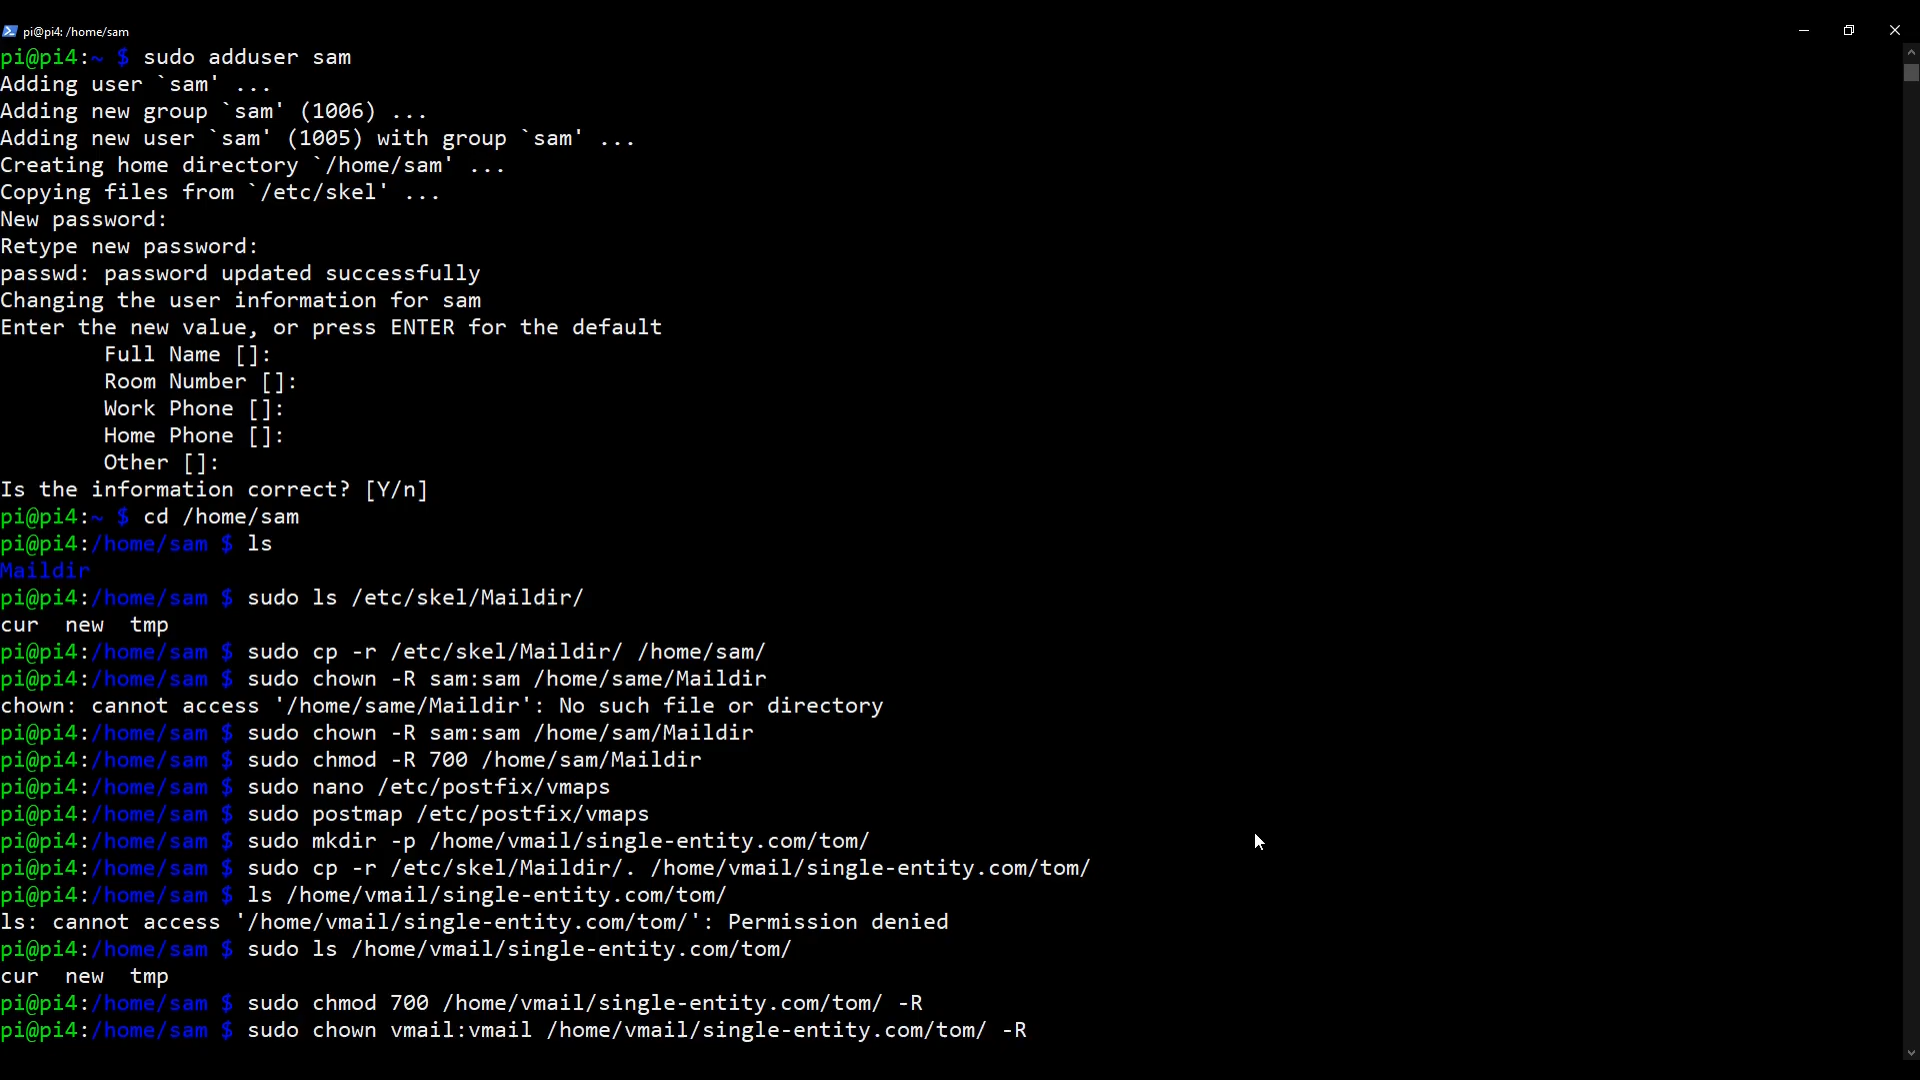 pi@pi4: /home/sam
pi@pi4:~ $ sudo adduser sam
Adding user `sam' ...
Adding new group `sam' (1006) ...
Adding new user `sam' (1005) with group `sam' ...
Creating home directory `/home/sam' ...
Copying files from `/etc/skel' ...
New password:
Retype new password:
passwd: password updated successfully
Changing the user information for sam
Enter the new value, or press ENTER for the default
        Full Name []:
        Room Number []:
        Work Phone []:
        Home Phone []:
        Other []:
Is the information correct? [Y/n]
pi@pi4:~ $ cd /home/sam
pi@pi4:/home/sam $ ls
Maildir
pi@pi4:/home/sam $ sudo ls /etc/skel/Maildir/
cur  new  tmp
pi@pi4:/home/sam $ sudo cp -r /etc/skel/Maildir/ /home/sam/
pi@pi4:/home/sam $ sudo chown -R sam:sam /home/same/Maildir
chown: cannot access '/home/same/Maildir': No such file or directory
pi@pi4:/home/sam $ sudo chown -R sam:sam /home/sam/Maildir
pi@pi4:/home/sam $ sudo chmod -R 700 /home/sam/Maildir
pi@pi4:/home/sam $ sudo nano /etc/postfix/vmaps
pi@pi4:/home/sam $ sudo postmap /etc/postfix/vmaps
pi@pi4:/home/sam $ sudo mkdir -p /home/vmail/single-entity.com/tom/
pi@pi4:/home/sam $ sudo cp -r /etc/skel/Maildir/. /home/vmail/single-entity.com/tom/
pi@pi4:/home/sam $ ls /home/vmail/single-entity.com/tom/
ls: cannot access '/home/vmail/single-entity.com/tom/': Permission denied
pi@pi4:/home/sam $ sudo ls /home/vmail/single-entity.com/tom/
cur  new  tmp
pi@pi4:/home/sam $ sudo chmod 700 /home/vmail/single-entity.com/tom/ -R
pi@pi4:/home/sam $ sudo chown vmail:vmail /home/vmail/single-entity.com/tom/ -R